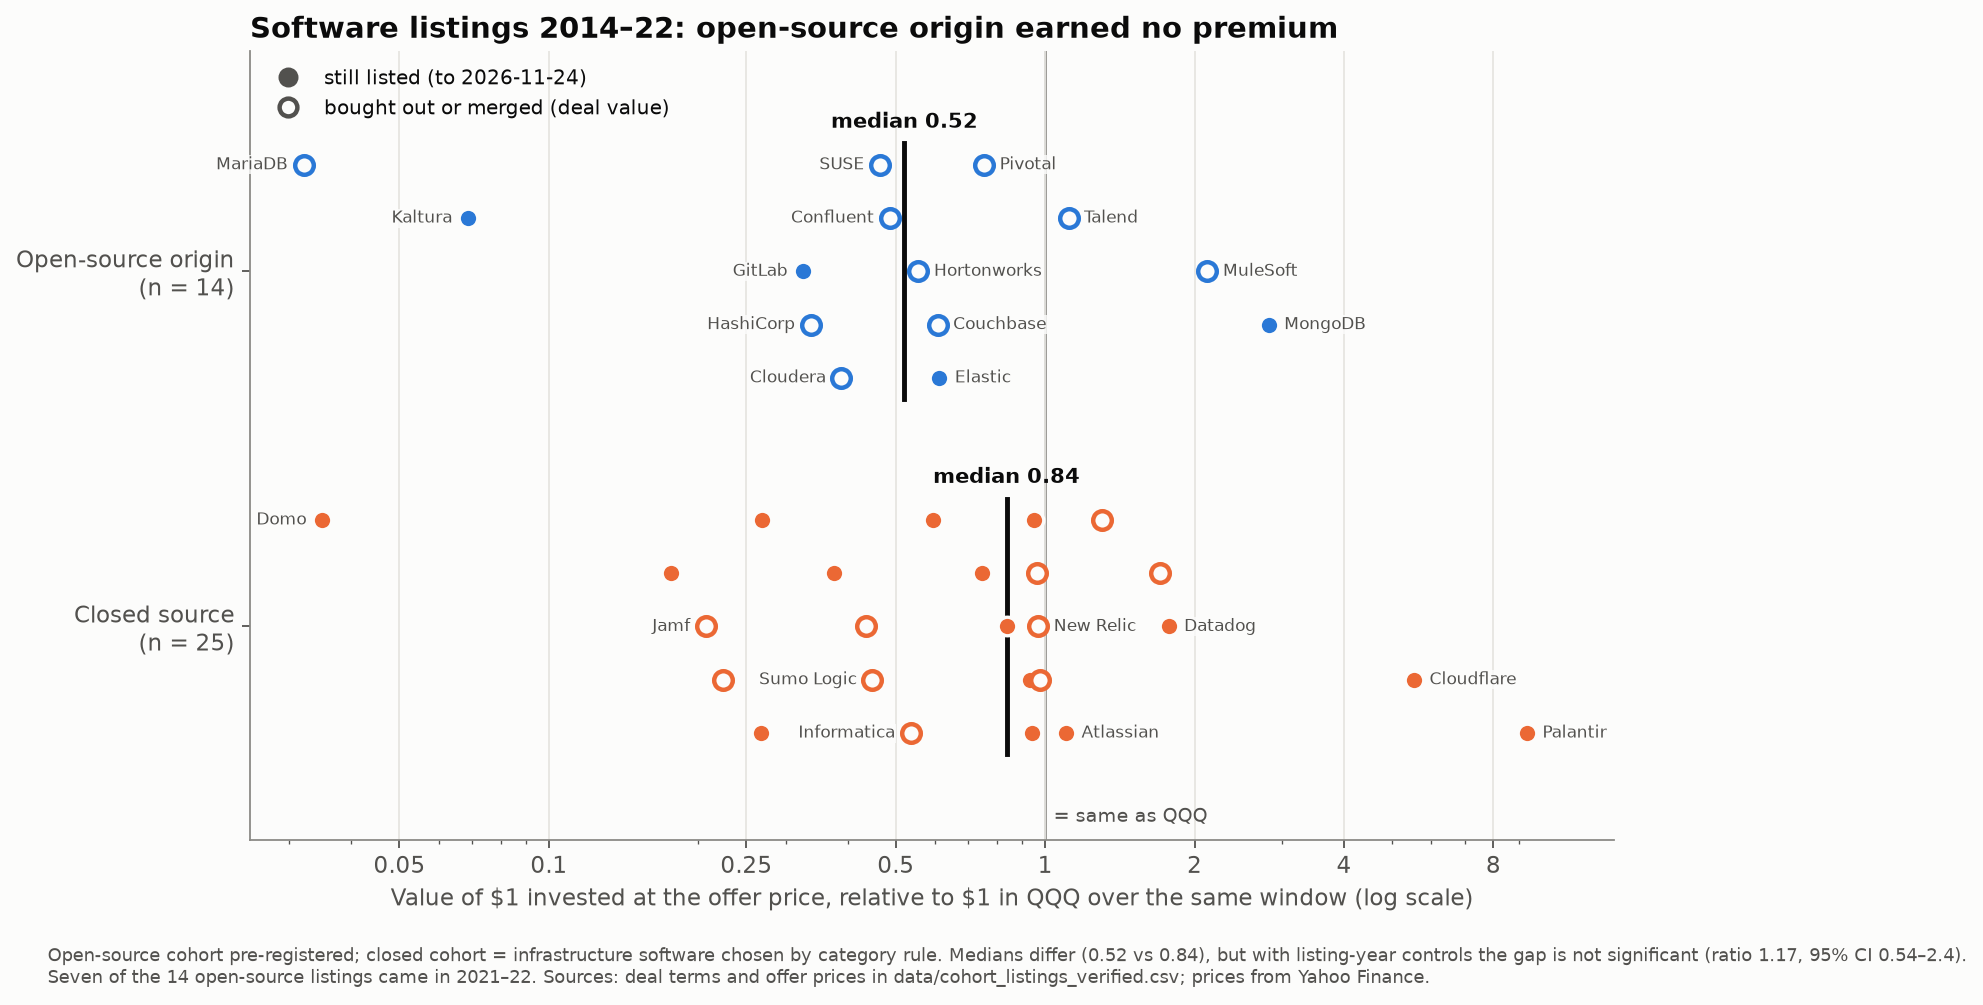 Software listings 2014–22: open-source origin earned no premium
still listed (to 2026-11-24)
bought out or merged (deal value)
median 0.52
MariaDB
SUSE
Pivotal
Kaltura
Confluent
Talend
Open-source origin
(n = 14)
GitLab
Hortonworks
MuleSoft
HashiCorp
Couchbase
MongoDB
Cloudera
Elastic
median 0.84
Domo
Closed source
(n = 25)
Jamf
New Relic
Datadog
Sumo Logic
Cloudflare
Informatica
Atlassian
Palantir
= same as QQQ
0.05
0.1
0.25
0.5
1
2
4
8
Value of $1 invested at the offer price, relative to $1 in QQQ over the same window (log scale)
Open-source cohort pre-registered; closed cohort = infrastructure software chosen by category rule. Medians differ (0.52 vs 0.84), but with listing-year controls the gap is not significant (ratio 1.17, 95% CI 0.54–2.4).
Seven of the 14 open-source listings came in 2021–22. Sources: deal terms and offer prices in data/cohort_listings_verified.csv; prices from Yahoo Finance.